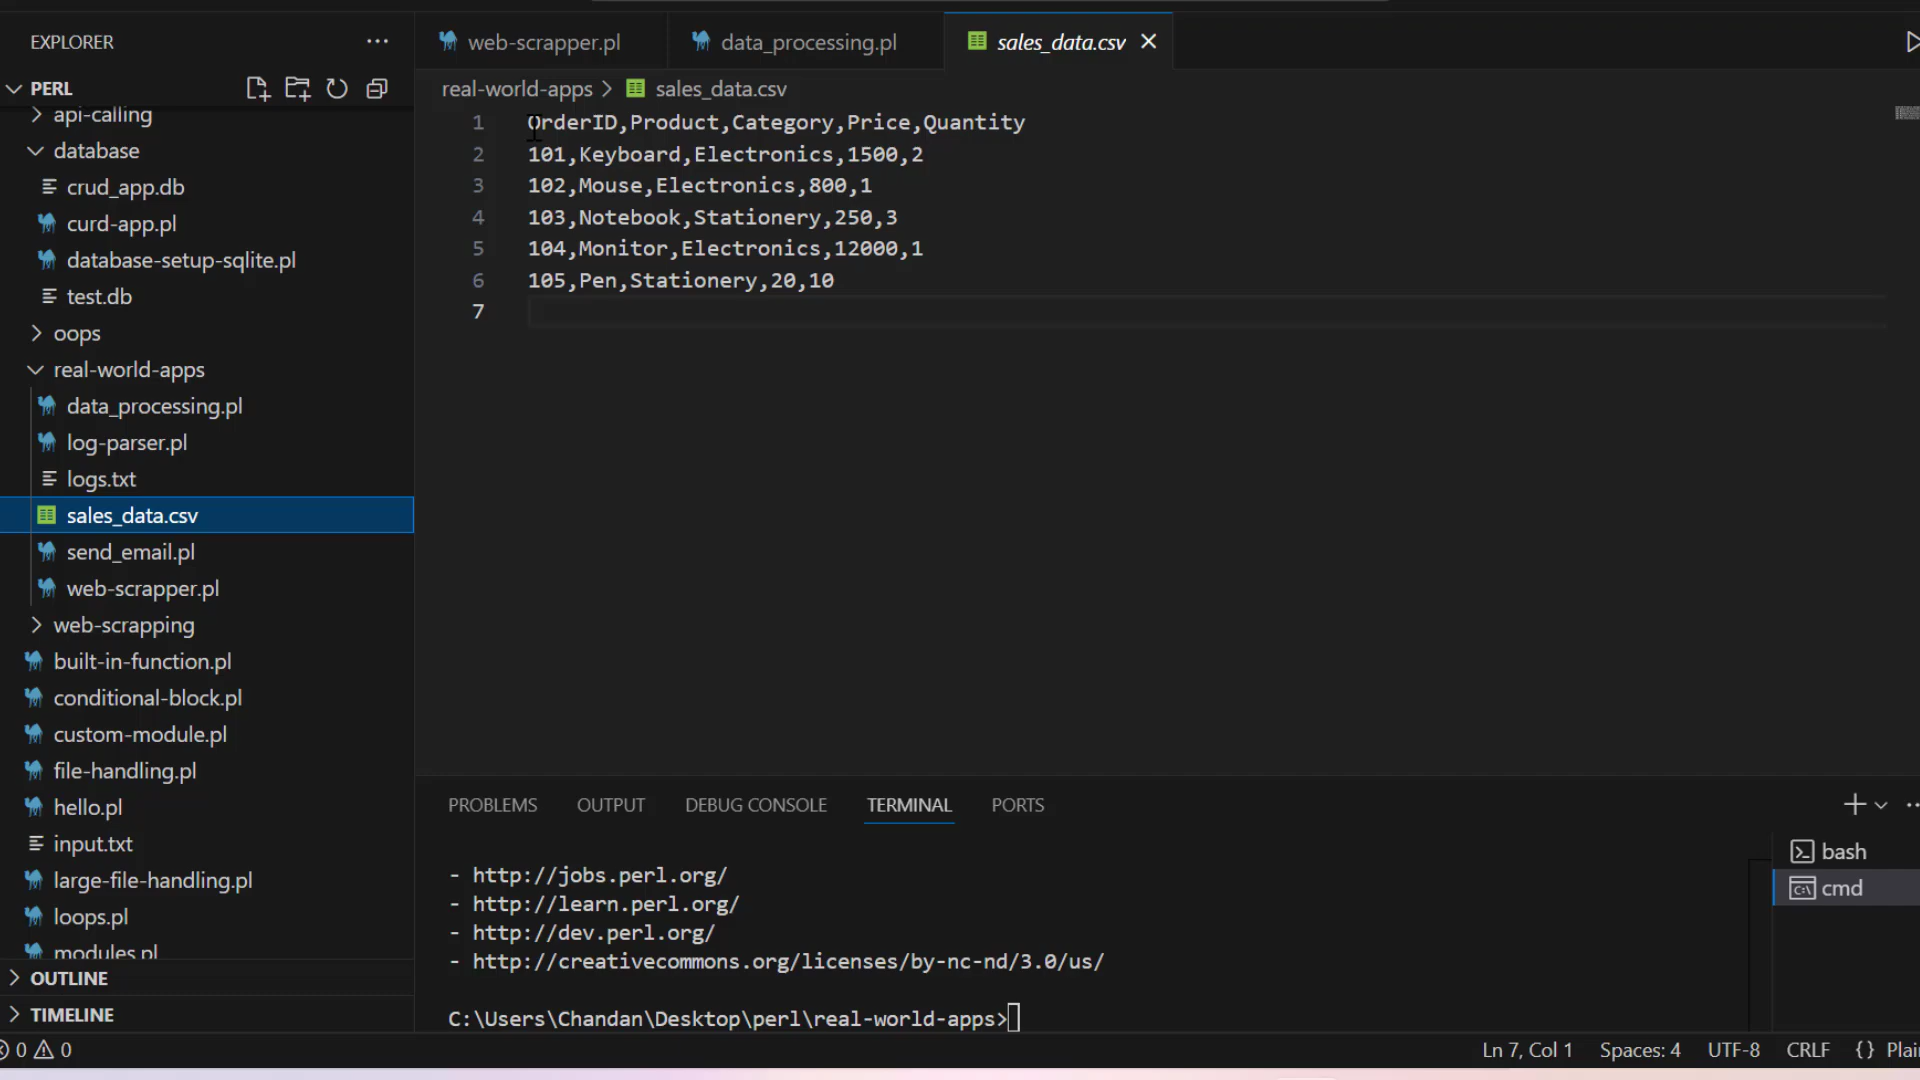 EXPLORER
PERL
api-calling
database
crud_app.db
curd-app.pl
database-setup-sqlite.pl
test.db
oops
real-world-apps
data_processing.pl
log-parser.pl
logs.txt
sales_data.csv
send_email.pl
web-scrapper.pl
web-scrapping
built-in-function.pl
conditional-block.pl
custom-module.pl
file-handling.pl
hello.pl
input.txt
large-file-handling.pl
loops.pl
modules.pl
OUTLINE
TIMELINE
web-scrapper.pl data_processing.pl sales_data.csv
real-world-apps > sales_data.csv
1 OrderID,Product,Category,Price,Quantity
2 101,Keyboard,Electronics,1500,2
3 102,Mouse,Electronics,800,1
4 103,Notebook,Stationery,250,3
5 104,Monitor,Electronics,12000,1
6 105,Pen,Stationery,20,10
7
PROBLEMS OUTPUT DEBUG CONSOLE TERMINAL PORTS
- http://jobs.perl.org/
- http://learn.perl.org/
- http://dev.perl.org/
- http://creativecommons.org/licenses/by-nc-nd/3.0/us/
C:\Users\Chandan\Desktop\perl\real-world-apps>
bash
cmd
0 0 Ln 7, Col 1 Spaces: 4 UTF-8 CRLF {} Plai